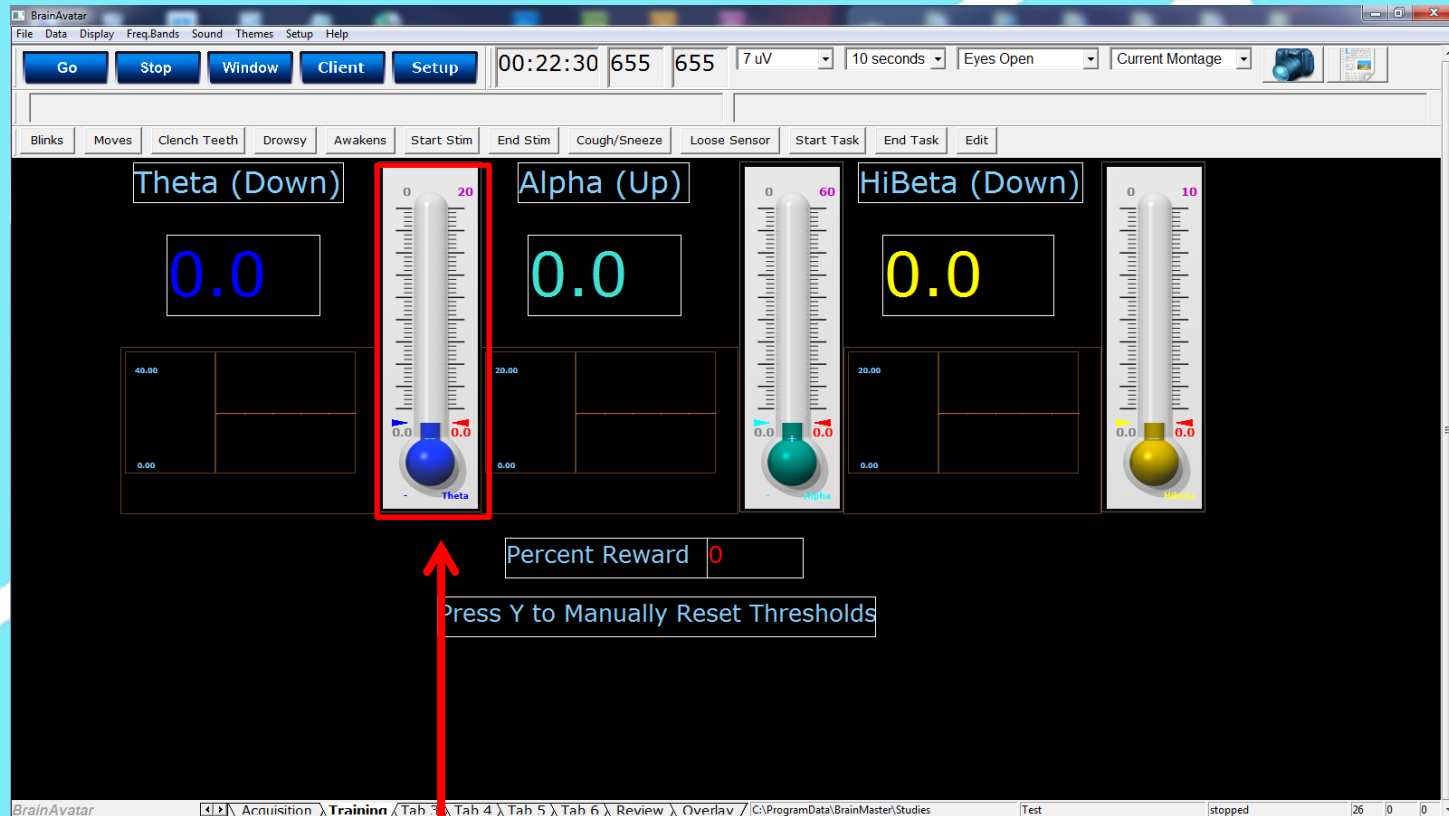 BrainAvatar
File Data Display Freq.Bands Sound Themes Setup Help
Go Stop Window Client Setup 00:22:30 655 655 7 uV 10 seconds Eyes Open Current Montage
Blinks Moves Clench Teeth Drowsy Awakens Start Stim End Stim Cough/Sneeze Loose Sensor Start Task End Task Edit
Theta (Down) 0 20 Alpha (Up) 0 60 HiBeta (Down) 0 10
0.0 0.0 0.0
40.00 20.00 20.00
0.0 0.0 0.0 0.0 0.0 0.0
0.00 0.00 0.00
- Theta - Alpha HiBeta
Percent Reward 0
Press Y to Manually Reset Thresholds
BrainAvatar Acquisition Training Tab 3 Tab 4 Tab 5 Tab 6 Review Overlay C:\ProgramData\BrainMaster\Studies Test stopped 26 0 0